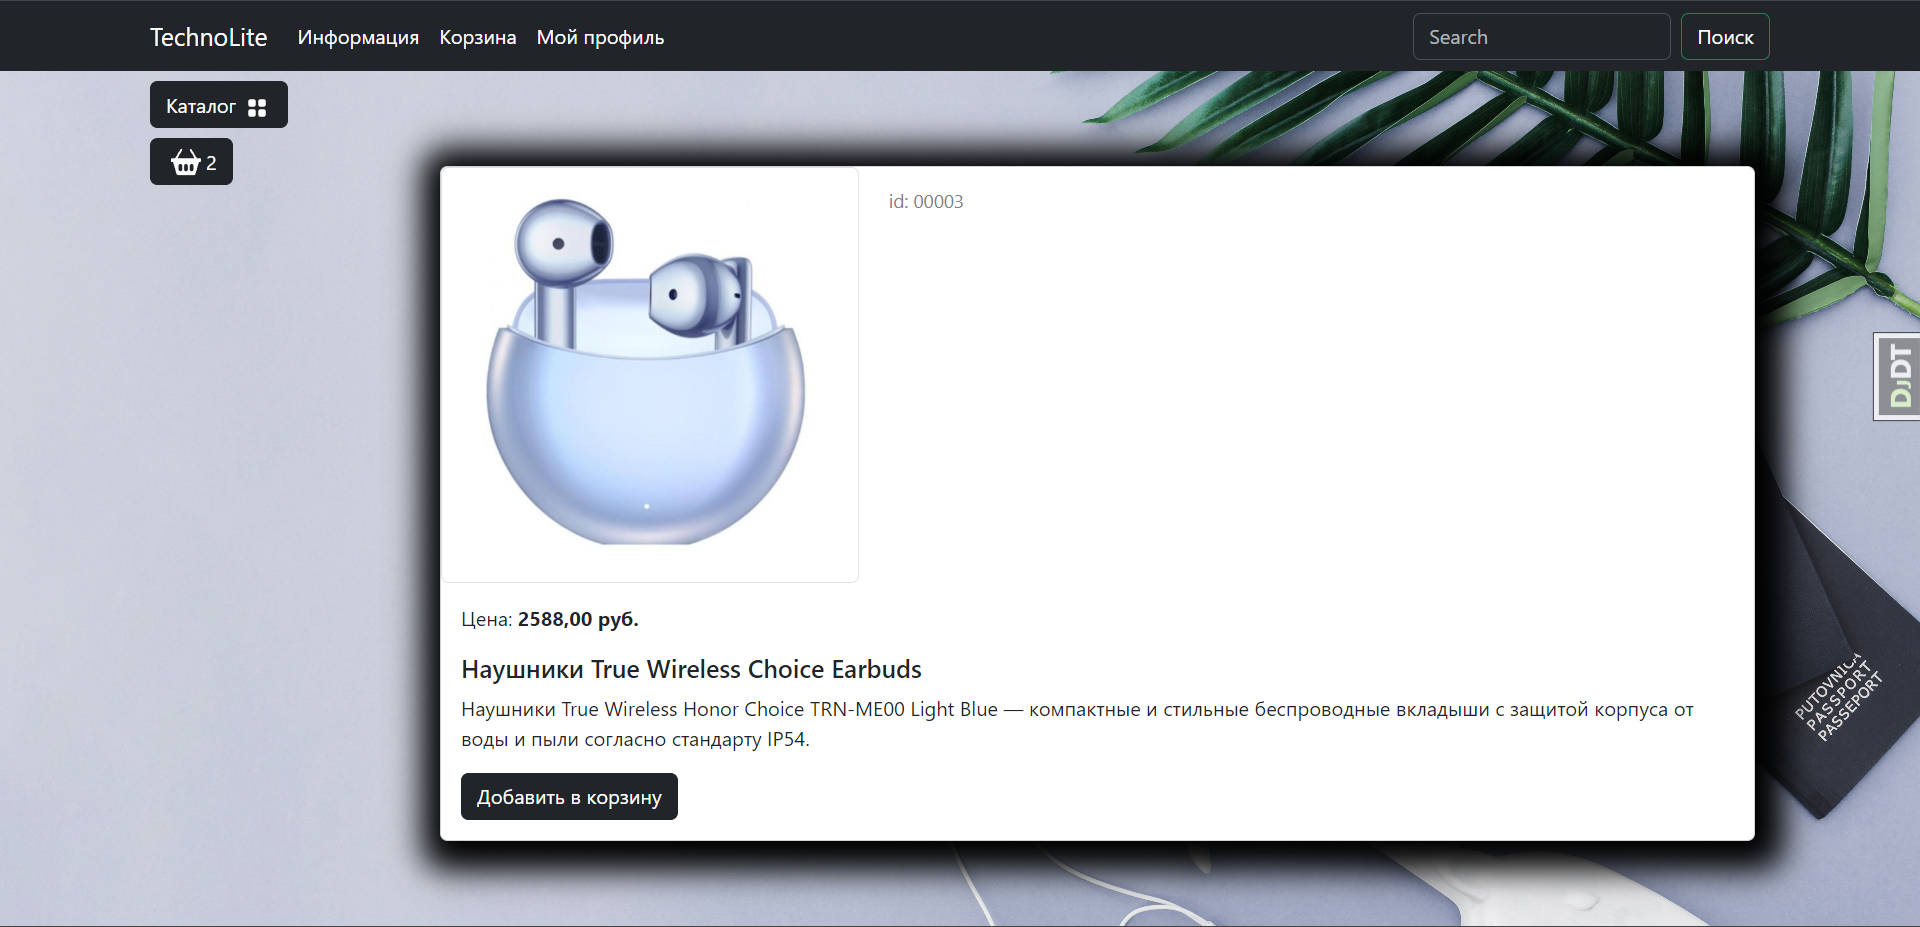 TechnoLite Информация Корзина Мой профиль Search Поиск
Каталог
2
id: 00003
DJDT
Цена: 2588,00 руб.
Наушники True Wireless Choice Earbuds
Наушники True Wireless Honor Choice TRN-ME00 Light Blue — компактные и стильные беспроводные вкладыши с защитой корпуса от
воды и пыли согласно стандарту IP54.
Добавить в корзину
PUTOVNICA
PASSPORT
PASSEPORT